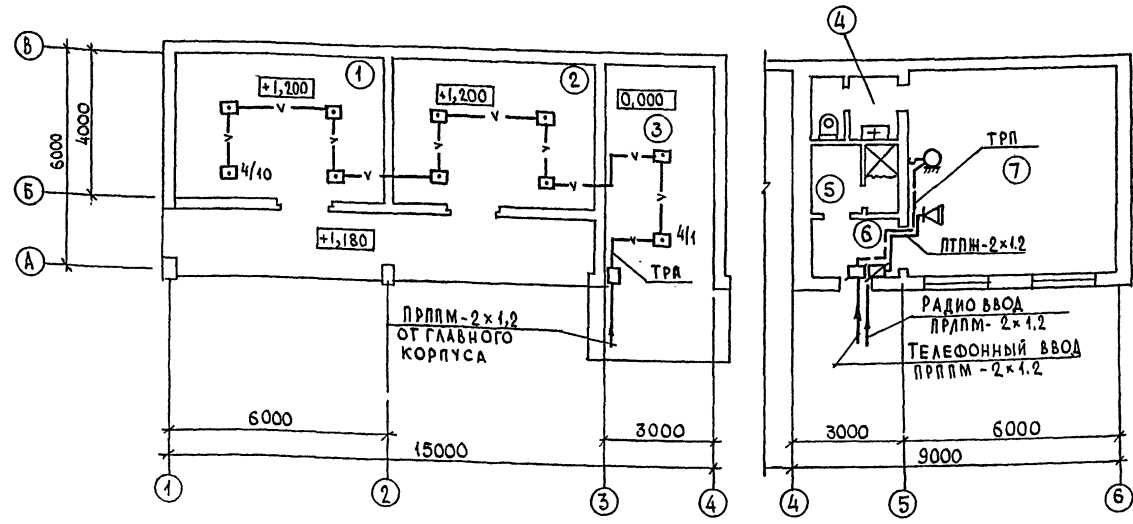 В
Б
А
6000
4000
+1,200
1
+1,200
2
0,000
3
4/10
4/1
+1,180
ТРА
ПРППМ-2×1,2
ОТ ГЛАВНОГО
КОРПУСА
6000
3000
15000
1
2
3
4
4
5
6
7
ТРП
ПТПЖ-2×1.2
РАДИО ВВОД
ПРППМ-2×1.2
ТЕЛЕФОННЫЙ ВВОД
ПРППМ-2×1.2
3000
6000
9000
4
5
6